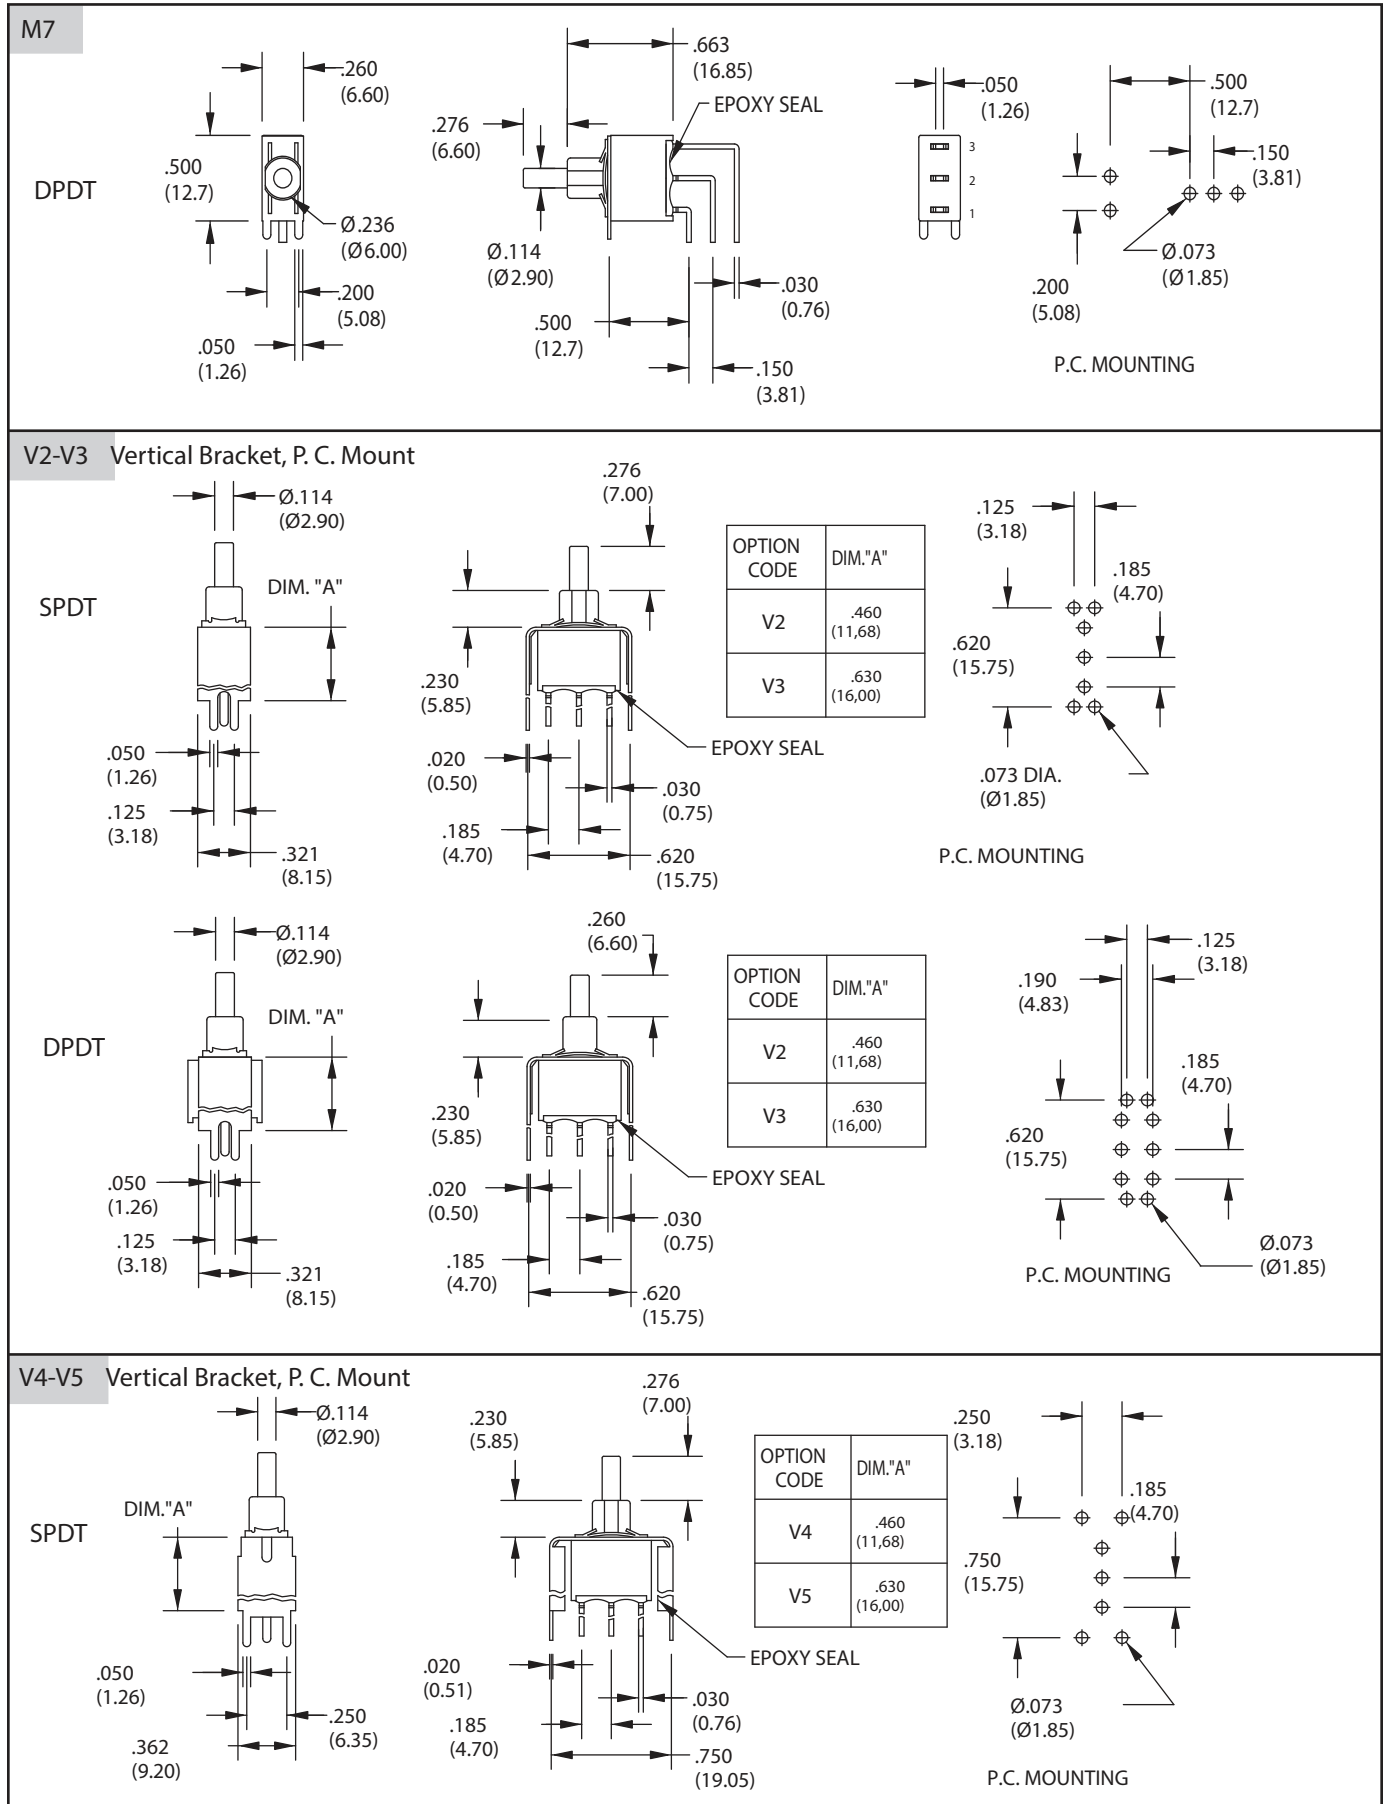 M7
DPDT
.260
(6.60)
.500
(12.7)
Ø.236
(Ø6.00)
.200
(5.08)
.050
(1.26)
.663
(16.85)
EPOXY SEAL
.276
(6.60)
Ø.114
(Ø2.90)
.030
(0.76)
.500
(12.7)
.150
(3.81)
.050
(1.26)
3
2
1
.500
(12.7)
.150
(3.81)
Ø.073
(Ø1.85)
.200
(5.08)
P.C. MOUNTING
V2-V3 Vertical Bracket, P. C. Mount
SPDT
Ø.114
(Ø2.90)
DIM. "A"
.050
(1.26)
.125
(3.18)
.321
(8.15)
.276
(7.00)
.230
(5.85)
EPOXY SEAL
.020
(0.50)
.030
(0.75)
.185
(4.70)
.620
(15.75)
OPTION CODE DIM."A"
V2 .460 (11,68)
V3 .630 (16,00)
.125
(3.18)
.185
(4.70)
.620
(15.75)
.073 DIA.
(Ø1.85)
P.C. MOUNTING
DPDT
Ø.114
(Ø2.90)
DIM. "A"
.050
(1.26)
.125
(3.18)
.321
(8.15)
.260
(6.60)
.230
(5.85)
EPOXY SEAL
.020
(0.50)
.030
(0.75)
.185
(4.70)
.620
(15.75)
OPTION CODE DIM."A"
V2 .460 (11,68)
V3 .630 (16,00)
.125
(3.18)
.190
(4.83)
.185
(4.70)
.620
(15.75)
Ø.073
(Ø1.85)
P.C. MOUNTING
V4-V5 Vertical Bracket, P. C. Mount
SPDT
Ø.114
(Ø2.90)
DIM."A"
.050
(1.26)
.250
(6.35)
.362
(9.20)
.276
(7.00)
.230
(5.85)
EPOXY SEAL
.020
(0.51)
.030
(0.76)
.185
(4.70)
.750
(19.05)
OPTION CODE DIM."A"
V4 .460 (11,68)
V5 .630 (16,00)
.250
(3.18)
.185
(4.70)
.750
(15.75)
Ø.073
(Ø1.85)
P.C. MOUNTING